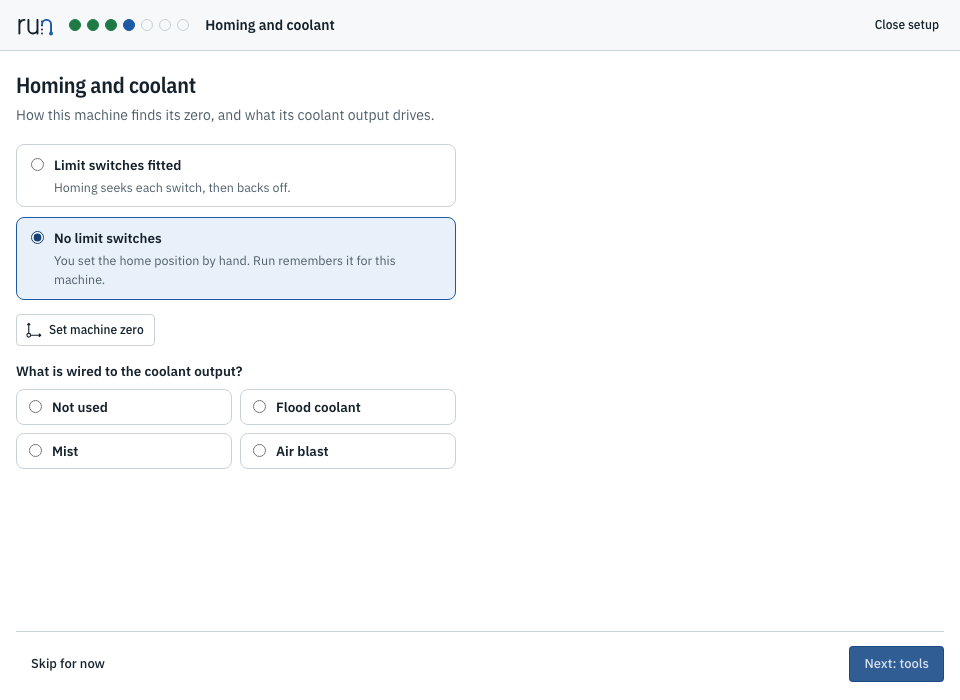 run
Homing and coolant
Close setup
Homing and coolant
How this machine finds its zero, and what its coolant output drives.
Limit switches fitted
Homing seeks each switch, then backs off.
No limit switches
You set the home position by hand. Run remembers it for this
machine.
Set machine zero
What is wired to the coolant output?
Not used
Flood coolant
Mist
Air blast
Skip for now
Next: tools